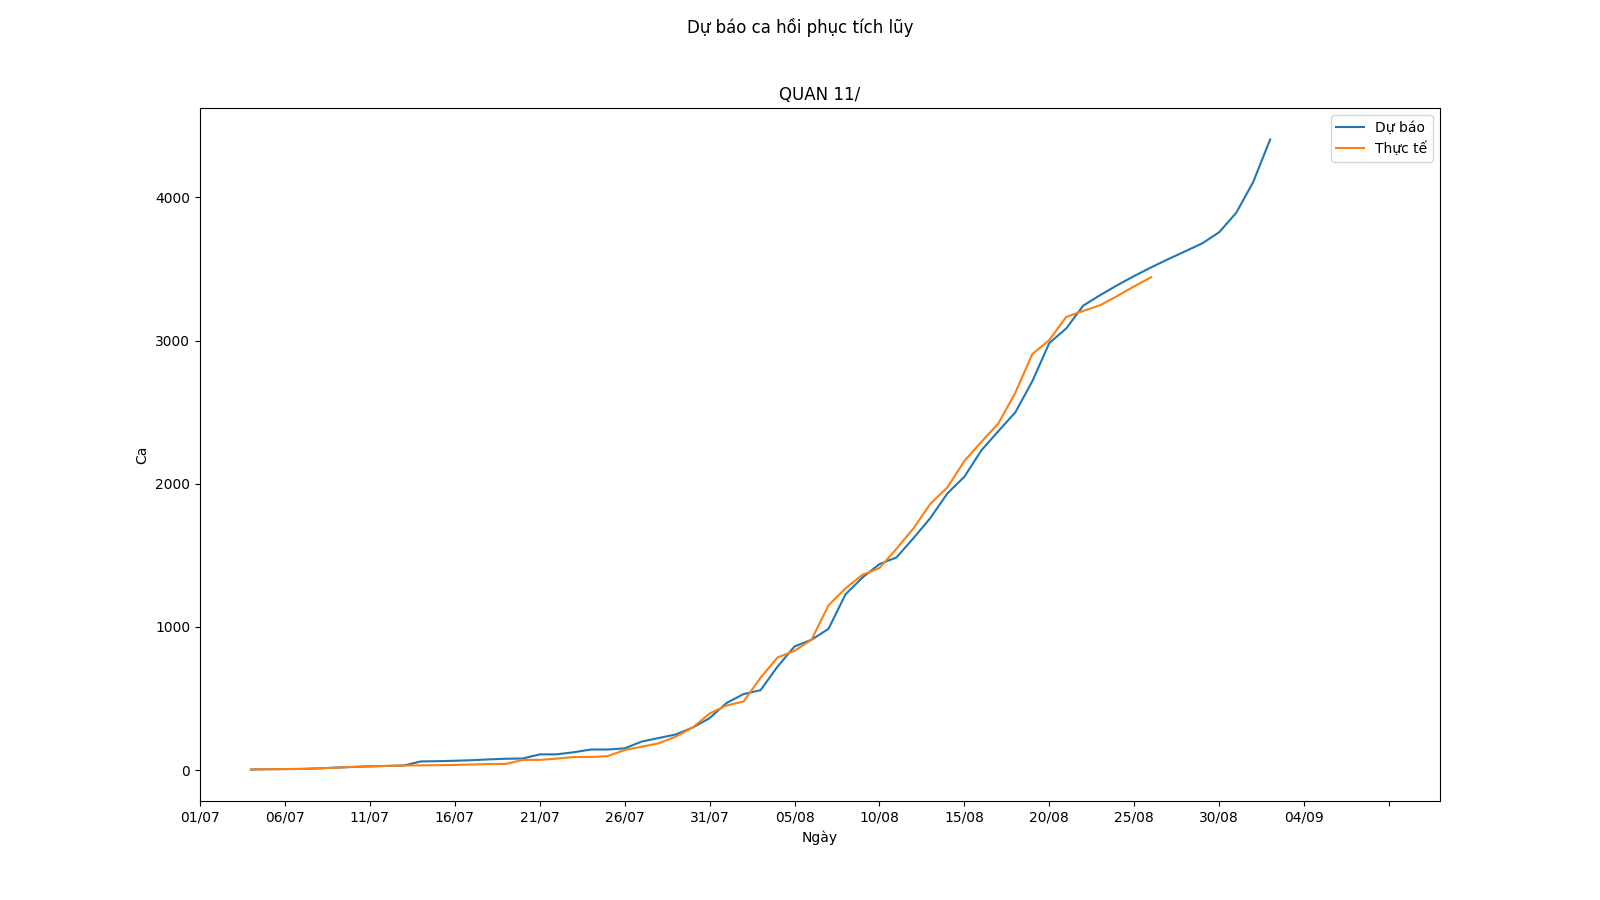 Dự báo ca hồi phục tích lũy
QUAN 11/
Dự báo
Thực tế
4000
3000
2000
1000
0
Ca
01/07 06/07 11/07 16/07 21/07 26/07 31/07 05/08 10/08 15/08 20/08 25/08 30/08 04/09
Ngày